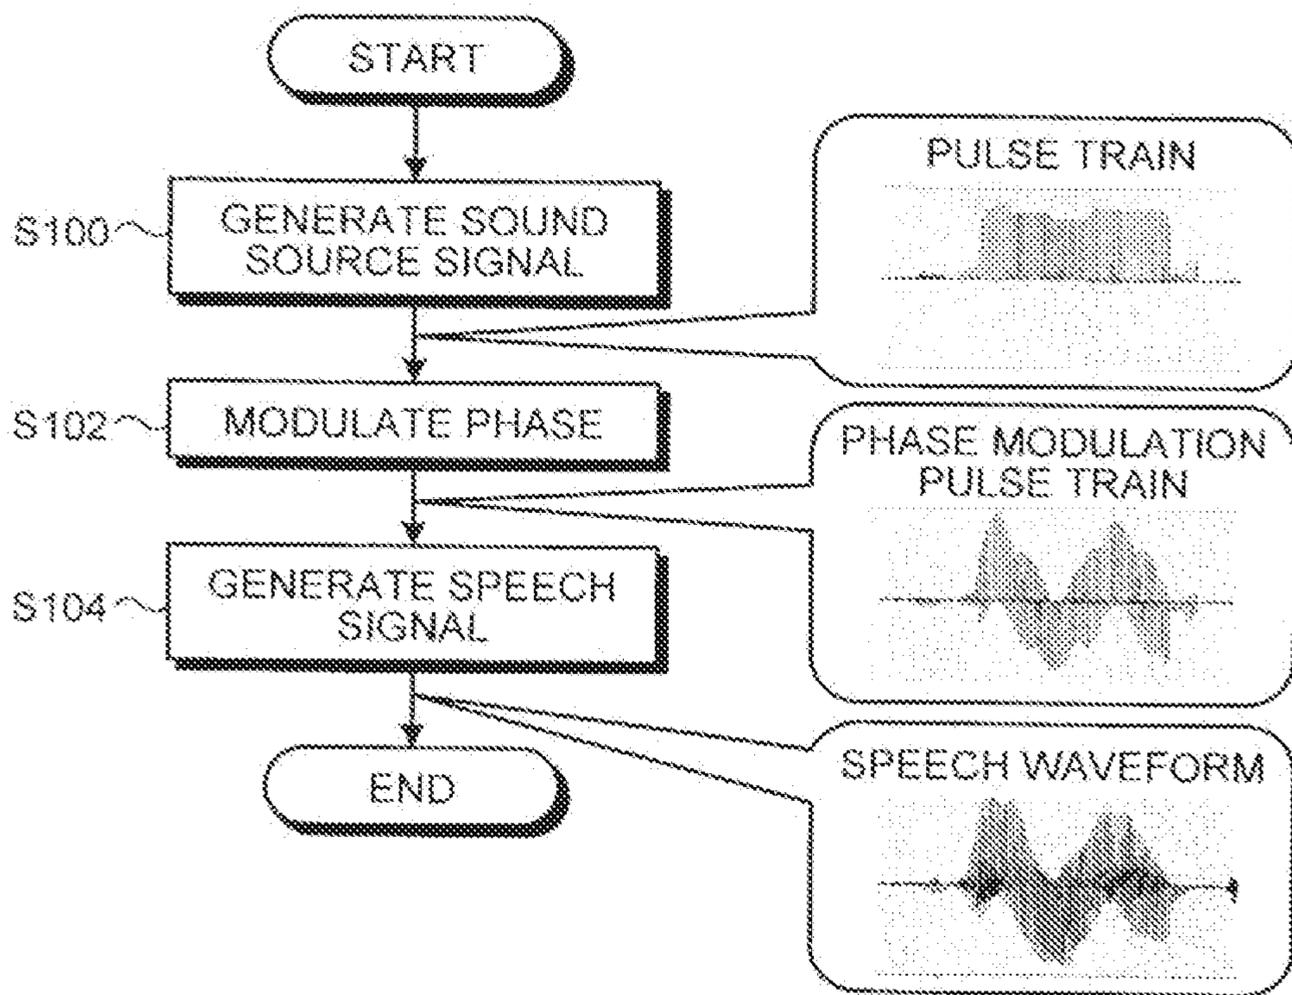 START
S100
GENERATE SOUND
SOURCE SIGNAL
PULSE TRAIN
S102
MODULATE PHASE
PHASE MODULATION
PULSE TRAIN
S104
GENERATE SPEECH
SIGNAL
SPEECH WAVEFORM
END